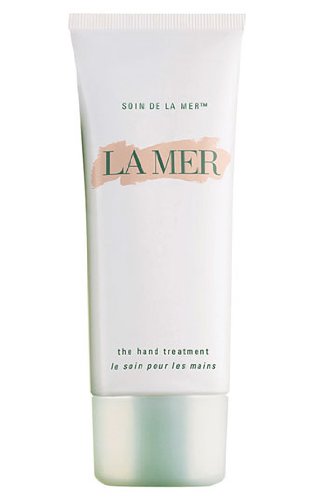 SOIN DE LA MER™
LA MER
the hand treatment
le soin pour les mains